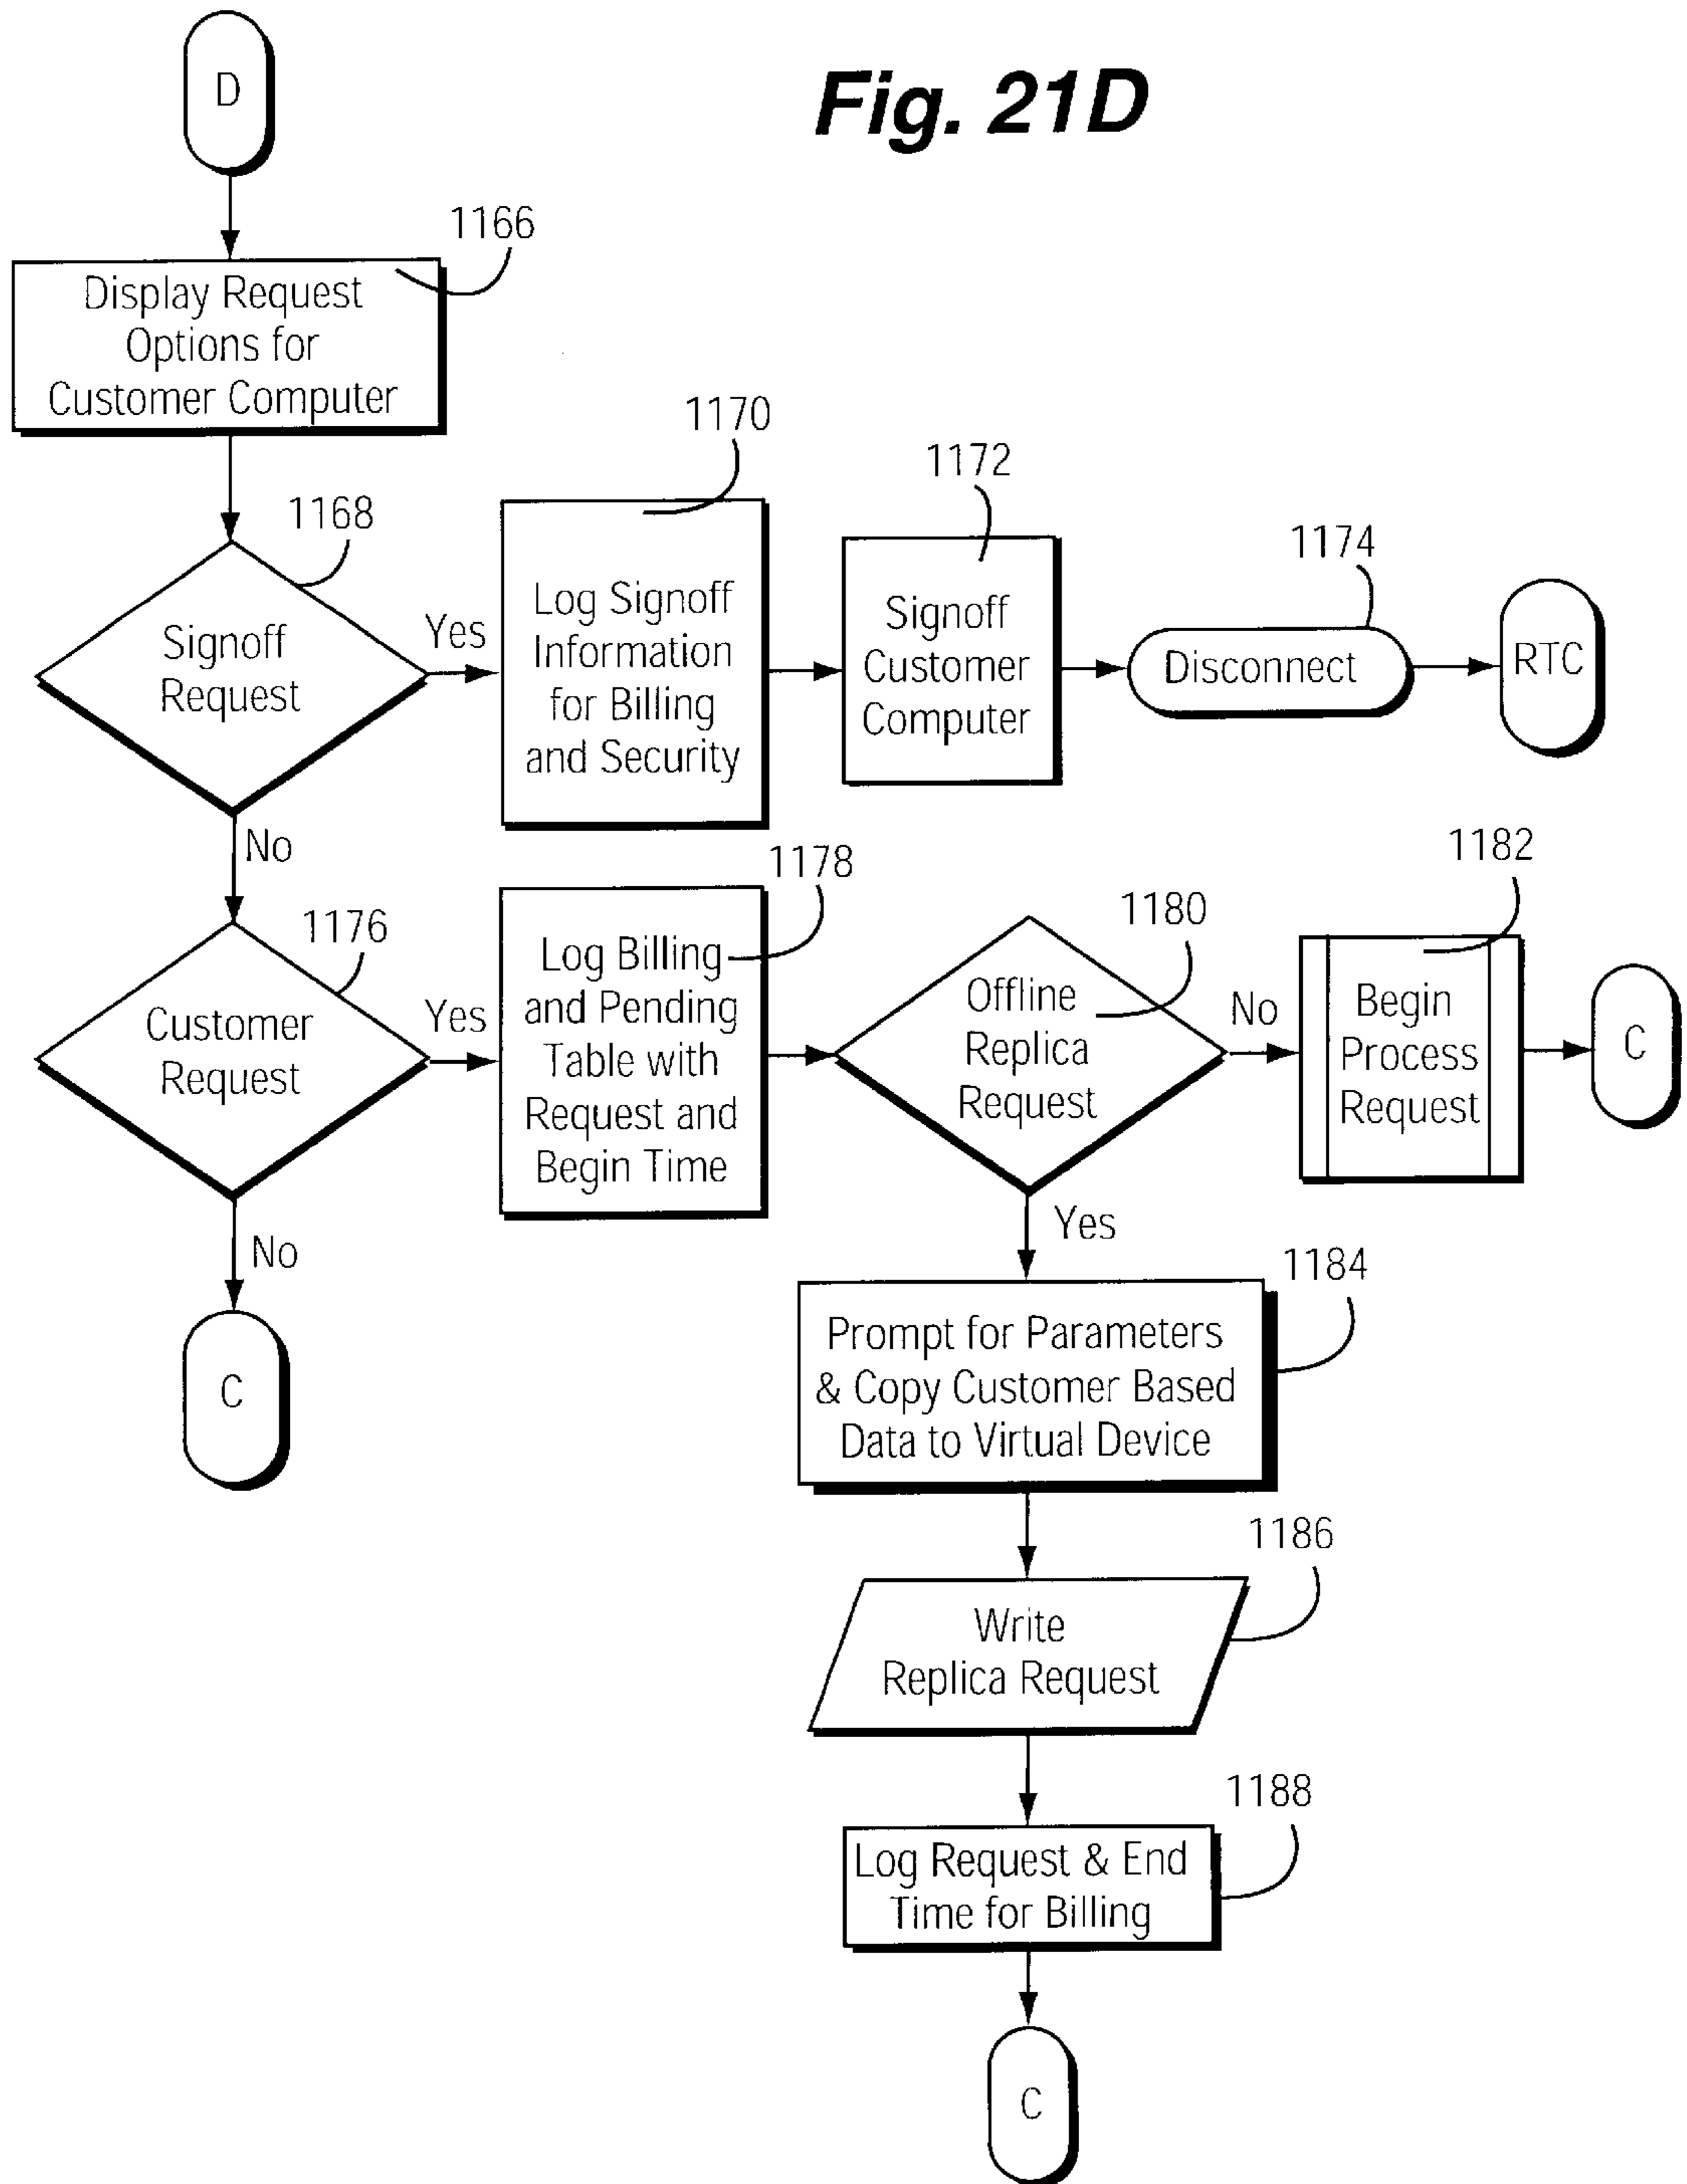 Fig. 21D
D
1166
Display Request
Options for
Customer Computer
1168
Signoff
Request
Yes
1170
Log Signoff
Information
for Billing
and Security
1172
Signoff
Customer
Computer
1174
Disconnect
RTC
No
1176
Customer
Request
Yes
1178
Log Billing
and Pending
Table with
Request and
Begin Time
1180
Offline
Replica
Request
No
1182
Begin
Process
Request
C
No
C
Yes
1184
Prompt for Parameters
& Copy Customer Based
Data to Virtual Device
1186
Write
Replica Request
1188
Log Request & End
Time for Billing
C